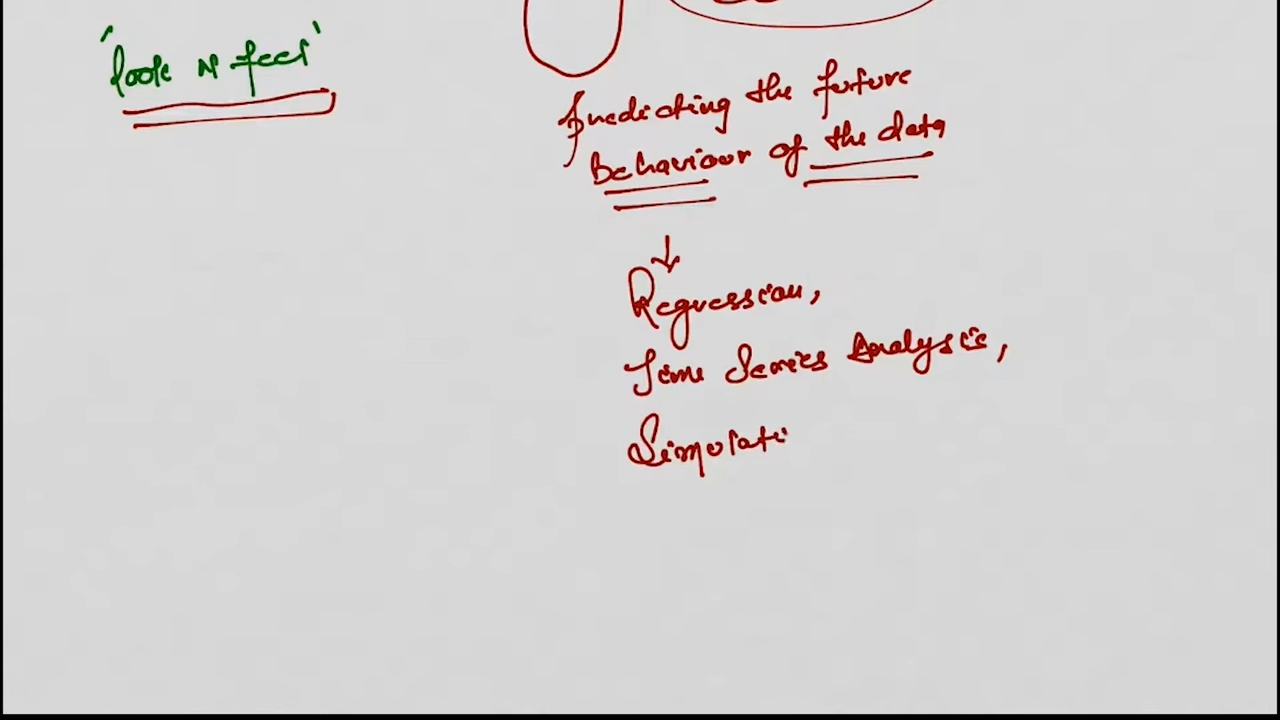 'look N feel'
Predicting the future
Behaviour of the data
↓
Regression,
Time Series Analysis,
Simulati